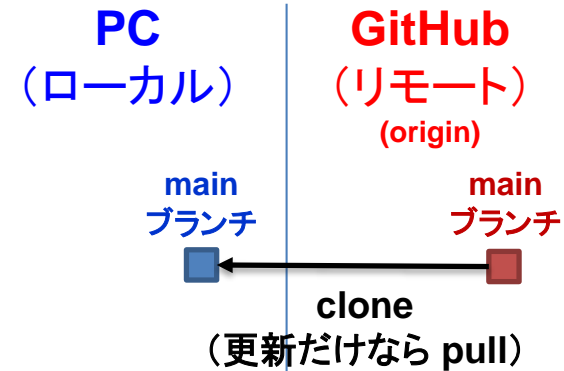 PC
（ローカル）
GitHub
（リモート）
(origin)
main
ブランチ
main
ブランチ
clone
（更新だけなら pull）